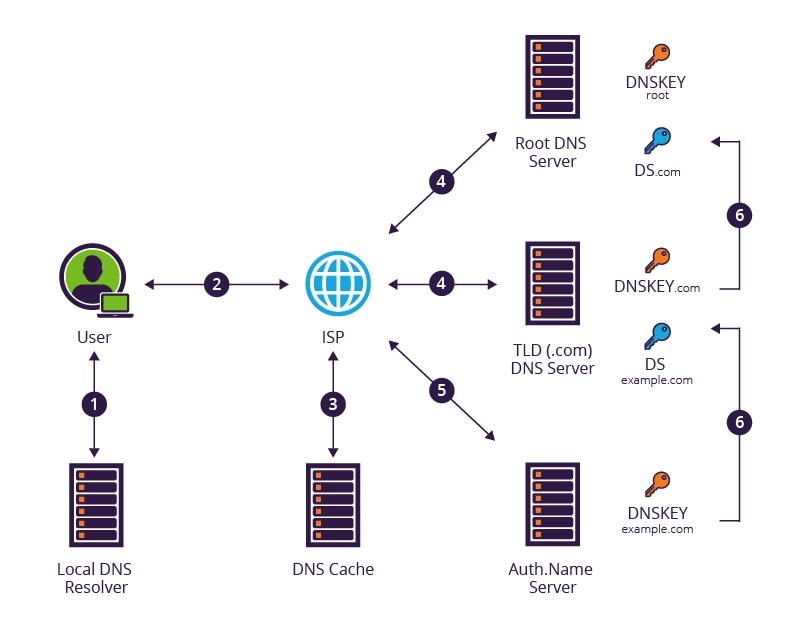 DNSKEY
root
Root DNS
Server
4
DS.com
6
2
4
DNSKEY.com
User
ISP
TLD (.com)
DNS Server
DS
example.com
1
3
5
6
DNSKEY
example.com
Local DNS
Resolver
DNS Cache
Auth.Name
Server